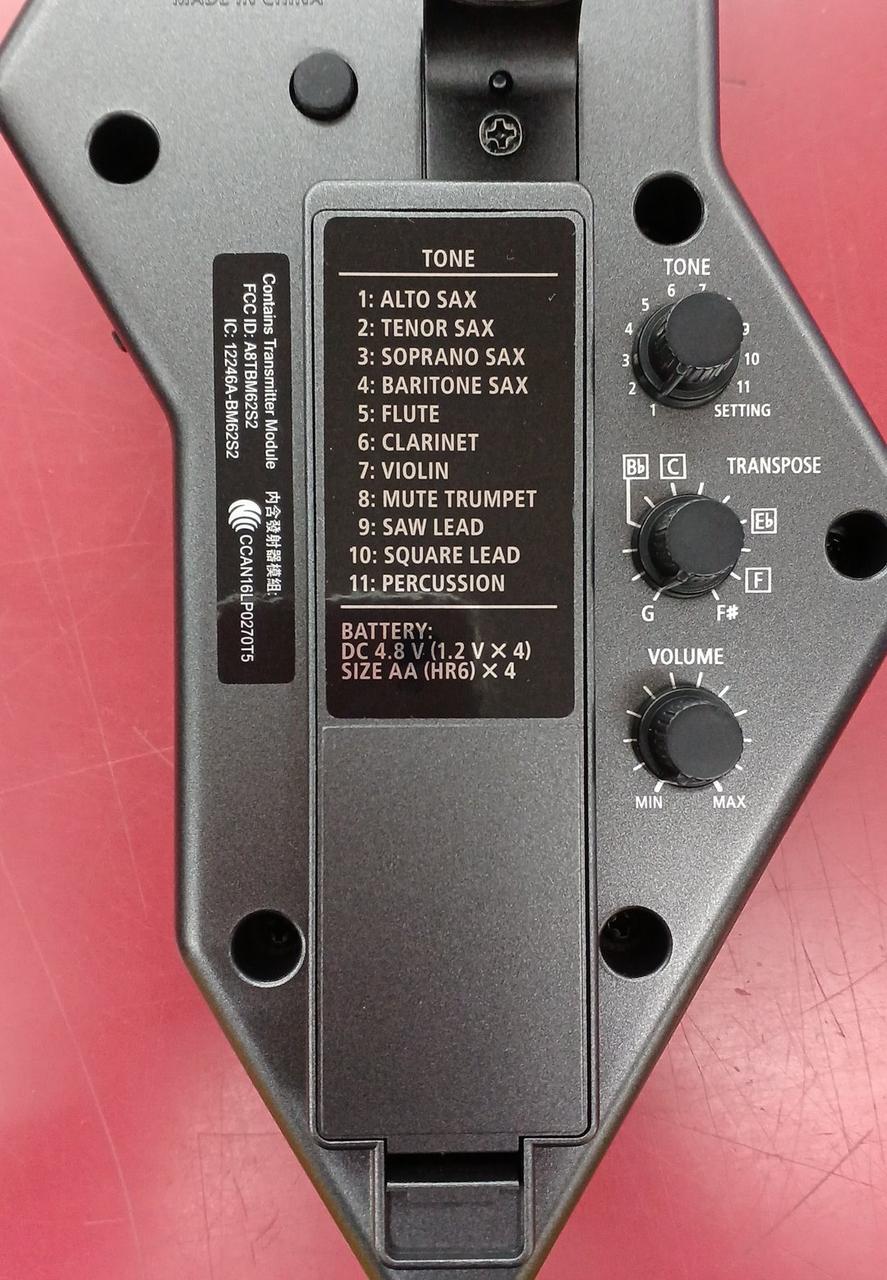 MADE IN CHINA
TONE
1: ALTO SAX
2: TENOR SAX
3: SOPRANO SAX
4: BARITONE SAX
5: FLUTE
6: CLARINET
7: VIOLIN
8: MUTE TRUMPET
9: SAW LEAD
10: SQUARE LEAD
11: PERCUSSION
BATTERY:
DC 4.8 V (1.2 V × 4)
SIZE AA (HR6) × 4
Contains Transmitter Module 內含發射器模組:
FCC ID: A8TBM62S2
IC: 12246A-BM62S2
CCAN16LP0270T5
TONE
1
2
3
4
5
6
7
9
10
11
SETTING
TRANSPOSE
B♭
C
E♭
F
G
F#
VOLUME
MIN
MAX